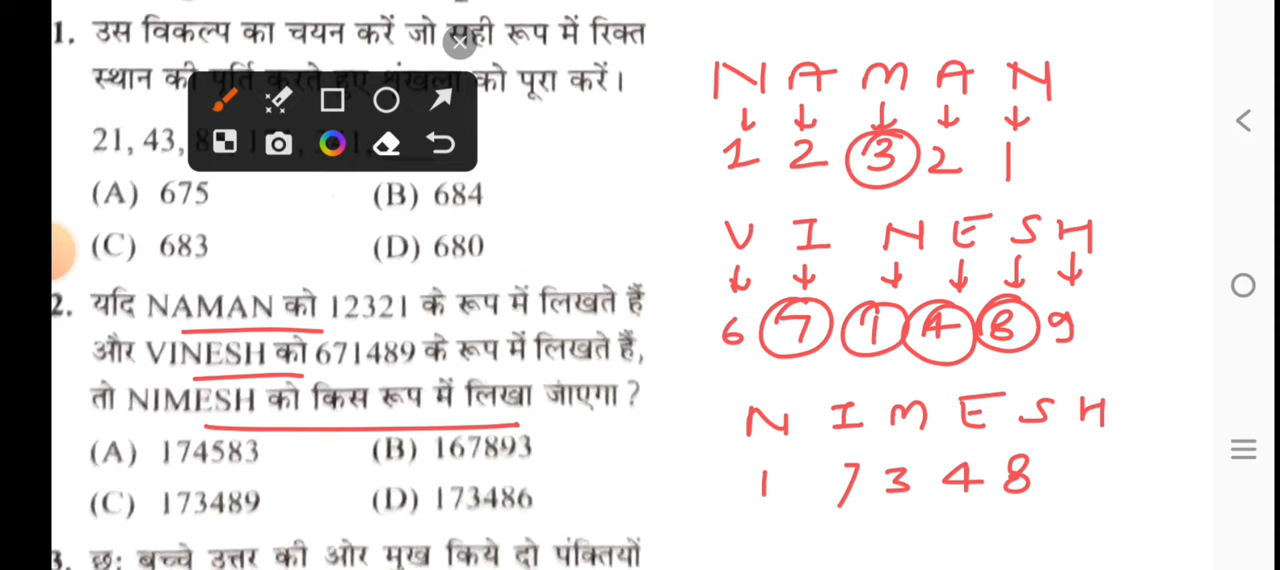 1. उस विकल्प का चयन करें जो सही रूप में रिक्त
स्थान की पूर्ति करते हुए शृंखला को पूरा करें।
21, 43,
(A) 675 (B) 684
(C) 683 (D) 680
2. यदि NAMAN को 12321 के रूप में लिखते हैं
और VINESH को 671489 के रूप में लिखते हैं,
तो NIMESH को किस रूप में लिखा जाएगा ?
(A) 174583 (B) 167893
(C) 173489 (D) 173486
3. छः बच्चे उत्तर की ओर मुख किये दो पंक्तियों
N A M A N
1 2 3 2 1
V I N E S H
6 7 1 4 8 9
N I M E S H
1 7 3 4 8